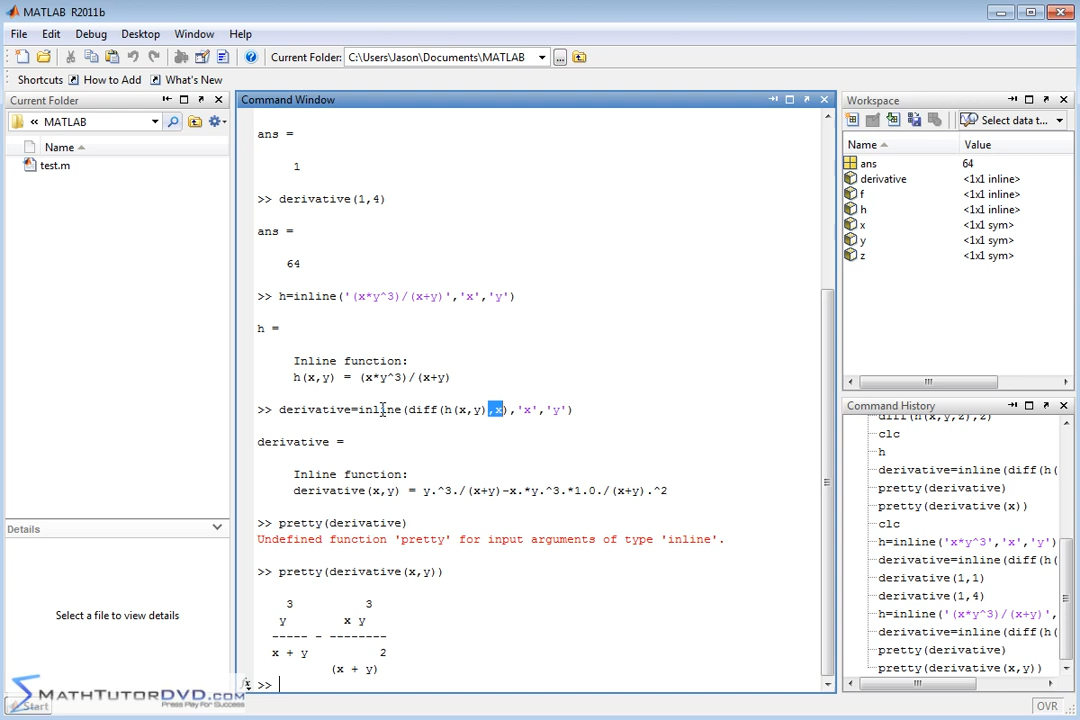 MATLAB R2011b
File Edit Debug Desktop Window Help
Current Folder: C:\Users\Jason\Documents\MATLAB
Shortcuts How to Add What's New
Current Folder
« MATLAB
Name
test.m
Details
Select a file to view details
Command Window
ans =
1
>> derivative(1,4)
ans =
64
>> h=inline('(x*y^3)/(x+y)','x','y')
h =
Inline function:
h(x,y) = (x*y^3)/(x+y)
>> derivative=inline(diff(h(x,y),x),'x','y')
derivative =
Inline function:
derivative(x,y) = y.^3./(x+y)-x.*y.^3.*1.0./(x+y).^2
>> pretty(derivative)
Undefined function 'pretty' for input arguments of type 'inline'.
>> pretty(derivative(x,y))
3 3
y x y
----- - --------
x + y 2
(x + y)
fx >>
Workspace
Select data t...
Name Value
ans 64
derivative <1x1 inline>
f <1x1 inline>
h <1x1 inline>
x <1x1 sym>
y <1x1 sym>
z <1x1 sym>
Command History
diff(h(x,y,z),z)
clc
h
derivative=inline(diff(h(
pretty(derivative)
pretty(derivative(x))
clc
h=inline('x*y^3','x','y')
derivative=inline(diff(h(
derivative(1,1)
derivative(1,4)
h=inline('(x*y^3)/(x+y)',
derivative=inline(diff(h(
pretty(derivative)
pretty(derivative(x,y))
MATHTUTORDVD.COM
Press Play For Success
Start
OVR